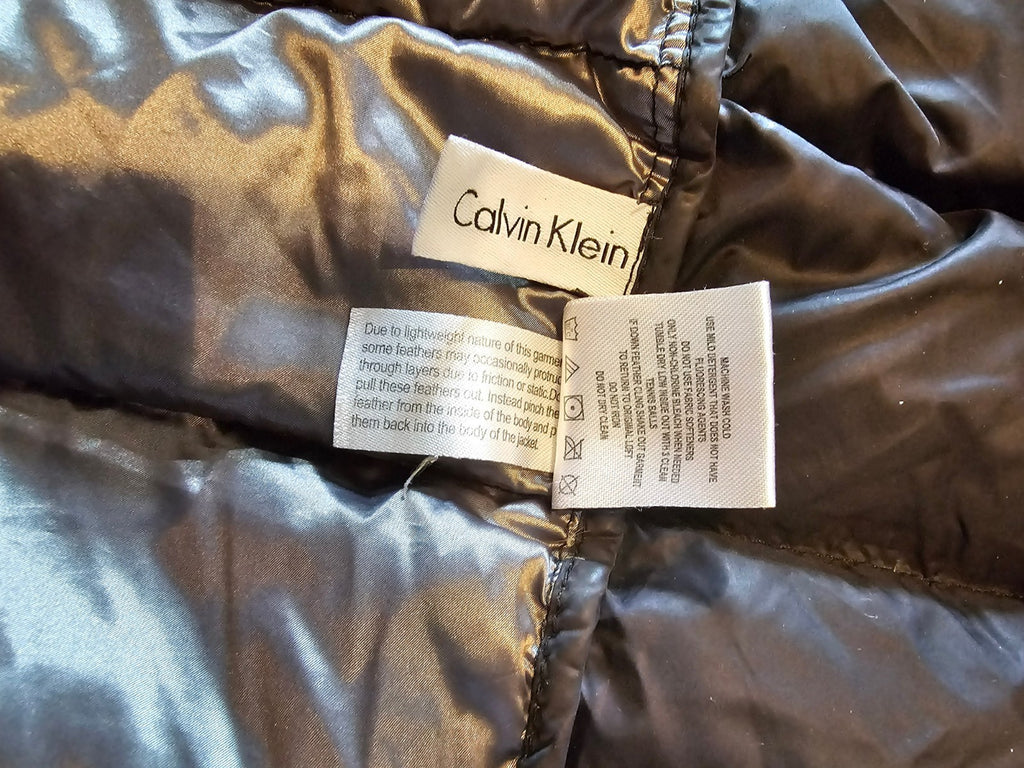 Calvin Klein
Due to lightweight nature of this garme
some feathers may occasionally protruc
through layers due to friction or static.Do
pull these feathers out. Instead pinch the
feather from the inside of the body and p
them back into the body of the jacket.
MACHINE WASH COLD
USE MILD DETERGENT THAT DOES NOT HAVE
FLUORESCENT AGENTS
DO NOT USE FABRIC SOFTENERS
ONLY NON-CHLORINE BLEACH WHEN NEEDED
TUMBLE DRY LOW INSIDE OUT WITH 3 CLEAN
TENNIS BALLS
IF DOWN FEATHER CLING SHAKE OUT GARMENT
TO RETURN TO ORIGINAL LOFT
DO NOT IRON
DO NOT DRY CLEAN